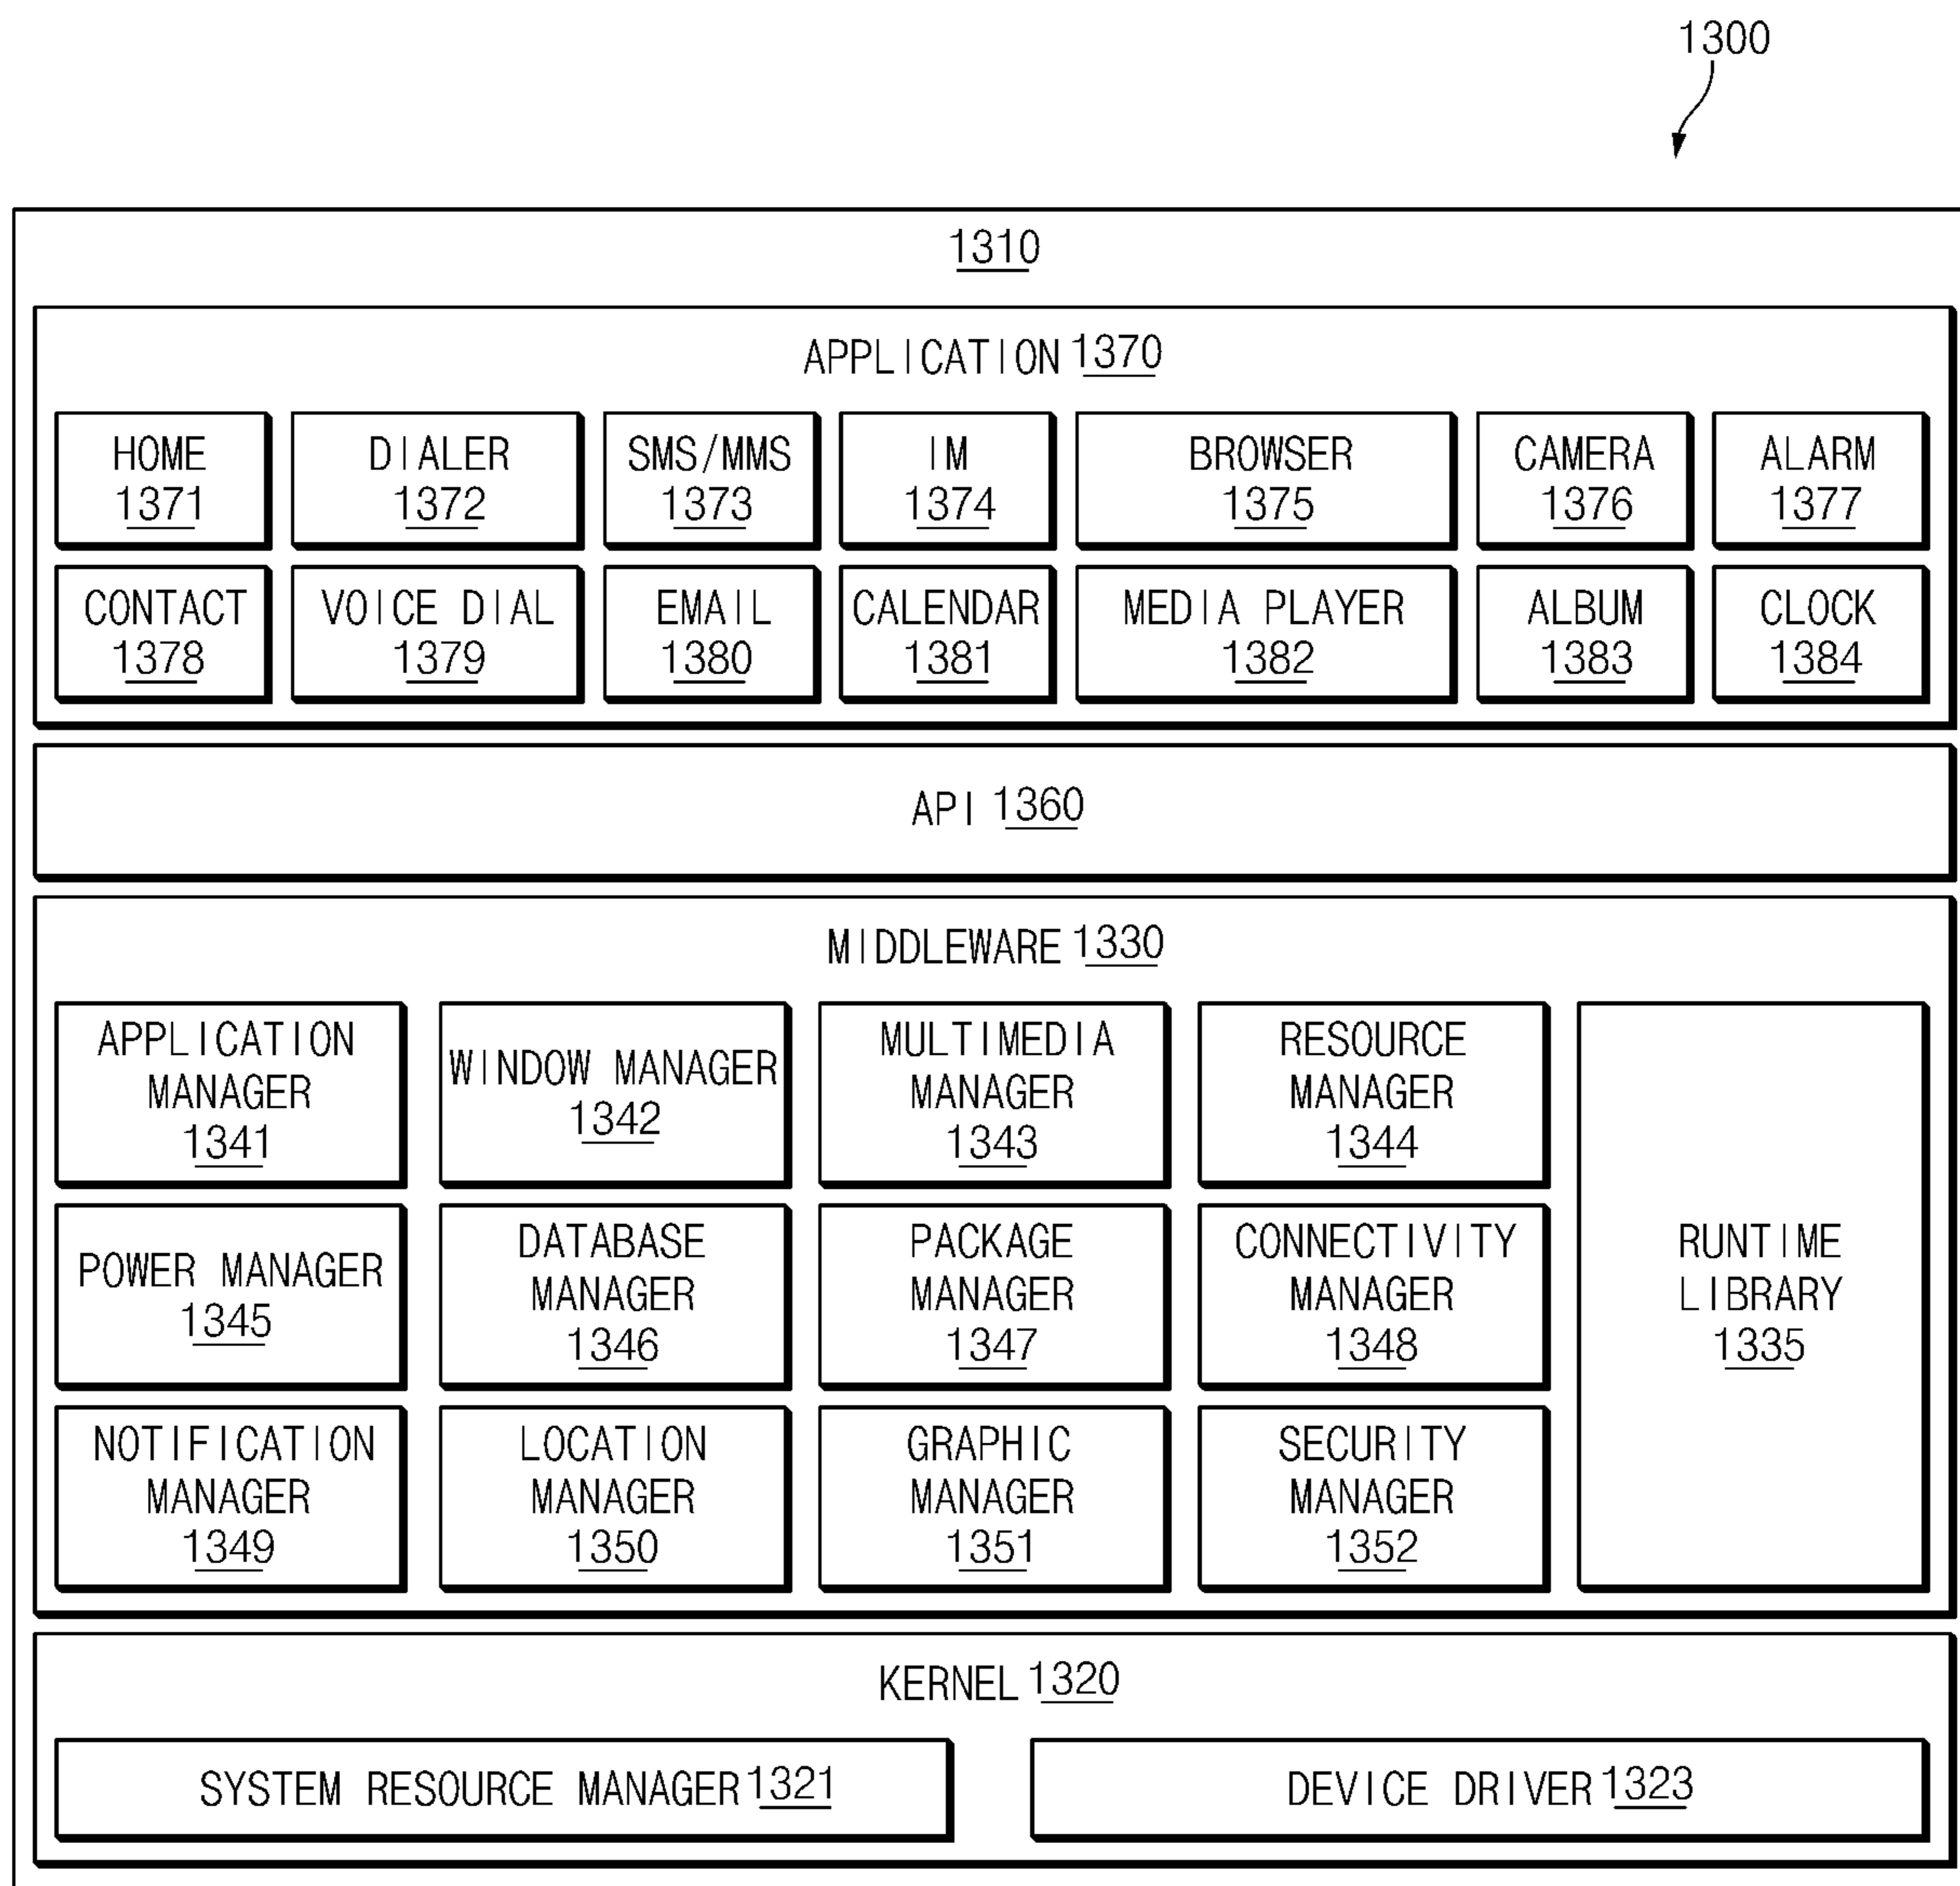 1300
1310
APPLICATION 1370
HOME
1371
DIALER
1372
SMS/MMS
1373
IM
1374
BROWSER
1375
CAMERA
1376
ALARM
1377
CONTACT
1378
VOICE DIAL
1379
EMAIL
1380
CALENDAR
1381
MEDIA PLAYER
1382
ALBUM
1383
CLOCK
1384
API 1360
MIDDLEWARE 1330
APPLICATION
MANAGER
1341
WINDOW MANAGER
1342
MULTIMEDIA
MANAGER
1343
RESOURCE
MANAGER
1344
POWER MANAGER
1345
DATABASE
MANAGER
1346
PACKAGE
MANAGER
1347
CONNECTIVITY
MANAGER
1348
NOTIFICATION
MANAGER
1349
LOCATION
MANAGER
1350
GRAPHIC
MANAGER
1351
SECURITY
MANAGER
1352
RUNTIME
LIBRARY
1335
KERNEL 1320
SYSTEM RESOURCE MANAGER 1321
DEVICE DRIVER 1323